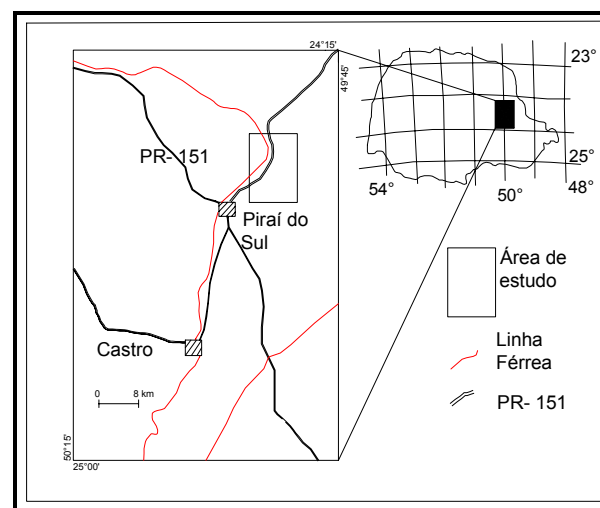 24°15'
49°45'
23°
25°
54°
50°
48°
PR- 151
Piraí do
Sul
Castro
0 8 km
50°15'
25°00'
Área de
estudo
Linha
Férrea
PR- 151